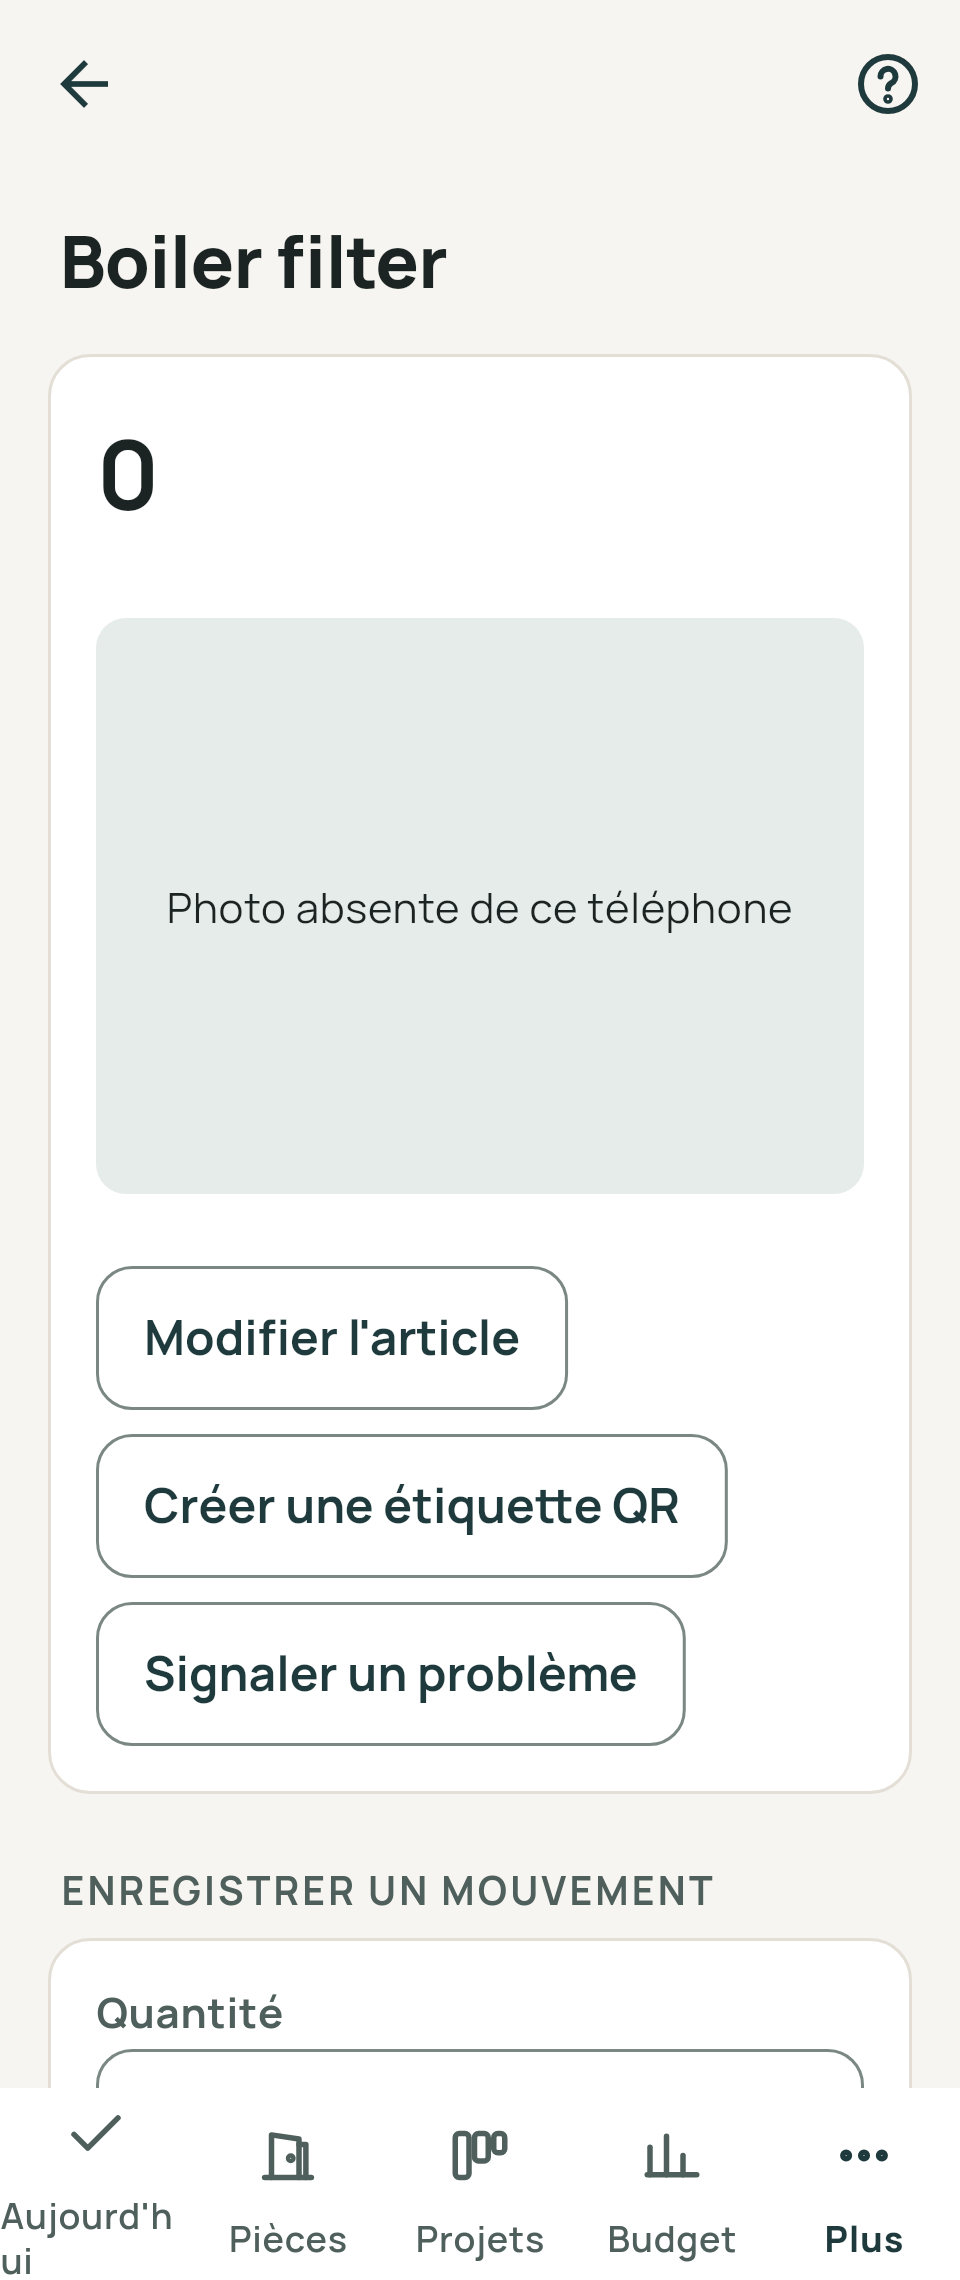 Boiler filter
0
Photo absente de ce téléphone
Modifier l'article
Créer une étiquette QR
Signaler un problème
ENREGISTRER UN MOUVEMENT
Quantité
Aujourd'h
ui
Pièces
Projets
Budget
Plus